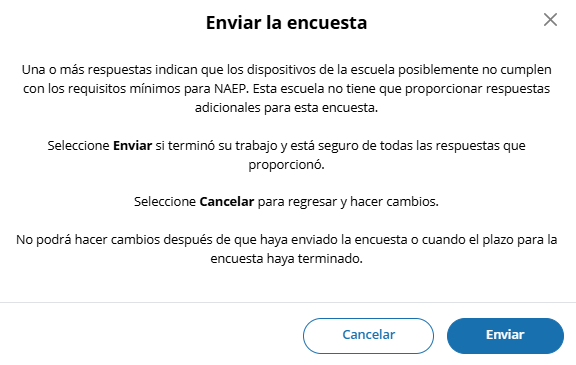 Enviar la encuesta
Una o más respuestas indican que los dispositivos de la escuela posiblemente no cumplen
con los requisitos mínimos para NAEP. Esta escuela no tiene que proporcionar respuestas
adicionales para esta encuesta.
Seleccione Enviar si terminó su trabajo y está seguro de todas las respuestas que
proporcionó.
Seleccione Cancelar para regresar y hacer cambios.
No podrá hacer cambios después de que haya enviado la encuesta o cuando el plazo para la
encuesta haya terminado.
Cancelar
Enviar